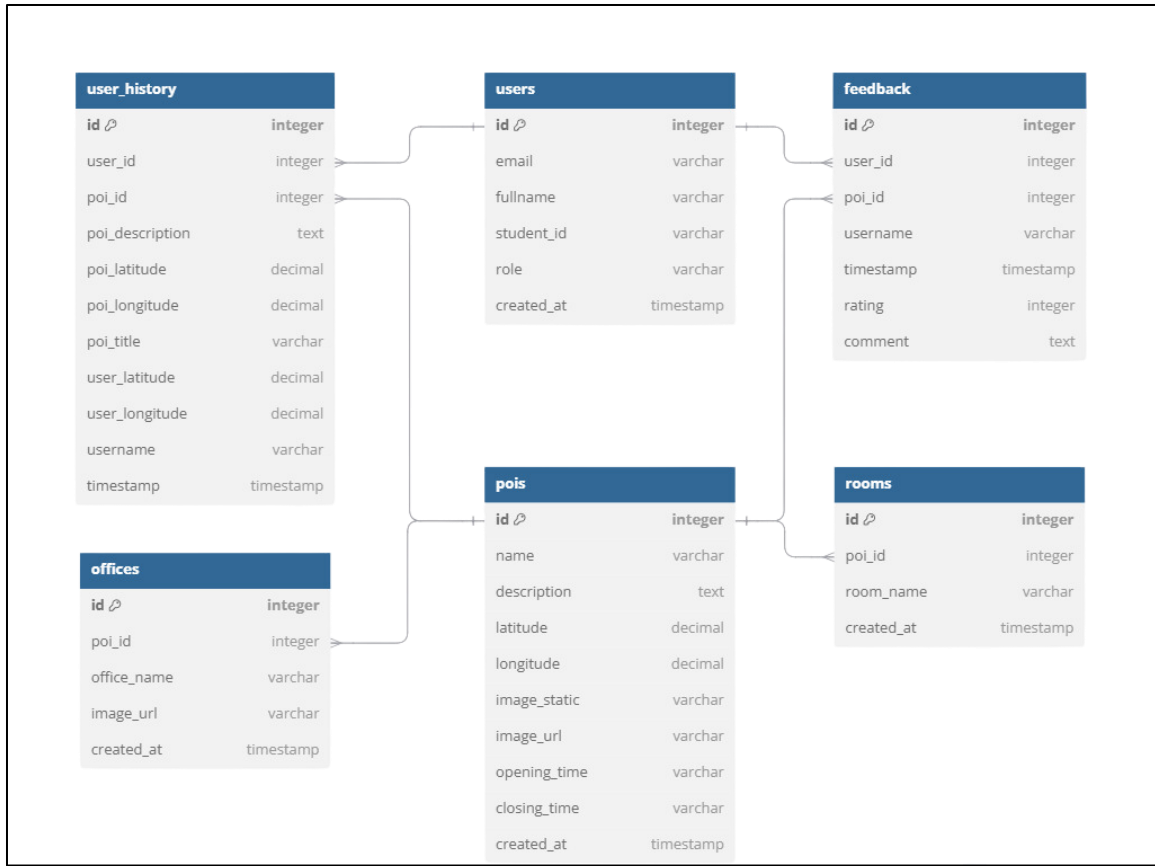 user_history
id integer
user_id integer
poi_id integer
poi_description text
poi_latitude decimal
poi_longitude decimal
poi_title varchar
user_latitude decimal
user_longitude decimal
username varchar
timestamp timestamp
users
id integer
email varchar
fullname varchar
student_id varchar
role varchar
created_at timestamp
feedback
id integer
user_id integer
poi_id integer
username varchar
timestamp timestamp
rating integer
comment text
offices
id integer
poi_id integer
office_name varchar
image_url varchar
created_at timestamp
pois
id integer
name varchar
description text
latitude decimal
longitude decimal
image_static varchar
image_url varchar
opening_time varchar
closing_time varchar
created_at timestamp
rooms
id integer
poi_id integer
room_name varchar
created_at timestamp